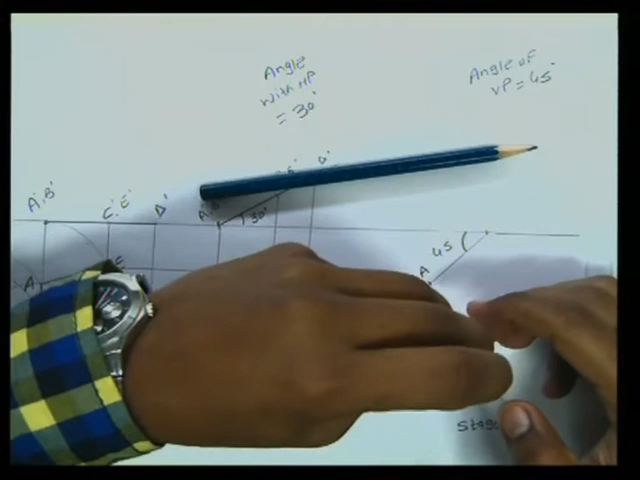 Angle
With HP
= 30°
Angle of
VP = 45°
A',B'
C',E'
D'
D'
30°
45
A
A
E